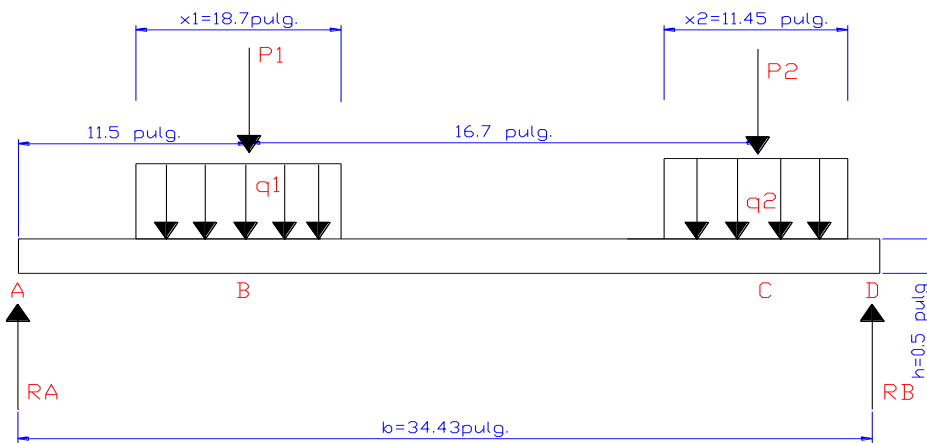 x1=18.7pulg.
x2=11.45 pulg.
P1
P2
11.5 pulg.
16.7 pulg.
q1
q2
A
B
C
D
h=0.5 pulg
RA
RB
b=34.43pulg.